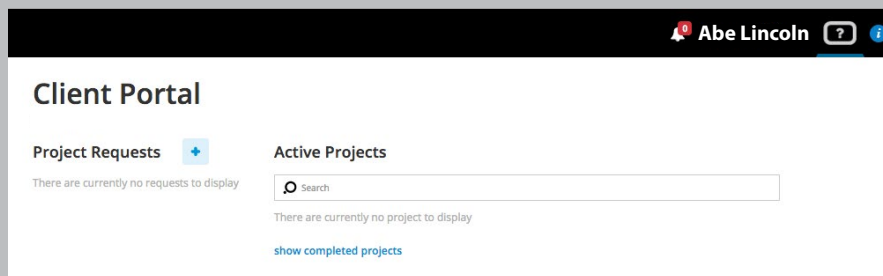 0
Abe Lincoln
?
i
Client Portal
Project Requests +
There are currently no requests to display
Active Projects
Search
There are currently no project to display
show completed projects